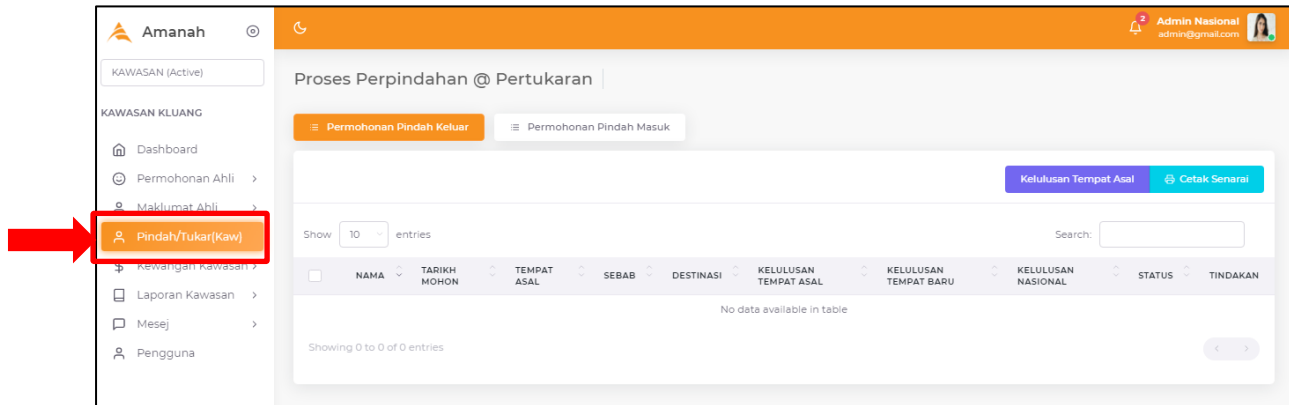 Amanah
2
Admin Nasional
admin@gmail.com
KAWASAN (Active)
Proses Perpindahan @ Pertukaran
KAWASAN KLUANG
Permohonan Pindah Keluar
Permohonan Pindah Masuk
Dashboard
Permohonan Ahli
Maklumat Ahli
Pindah/Tukar(Kaw)
Kewangan Kawasan
Laporan Kawasan
Mesej
Pengguna
Kelulusan Tempat Asal
Cetak Senarai
Show 10 entries
Search:
NAMA
TARIKH MOHON
TEMPAT ASAL
SEBAB
DESTINASI
KELULUSAN TEMPAT ASAL
KELULUSAN TEMPAT BARU
KELULUSAN NASIONAL
STATUS
TINDAKAN
No data available in table
Showing 0 to 0 of 0 entries